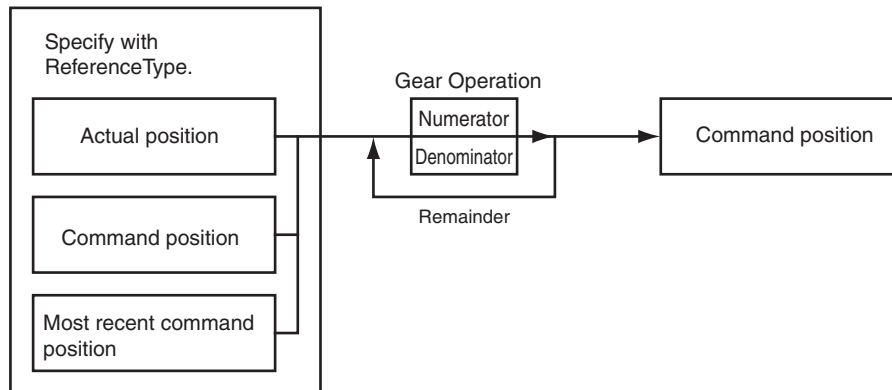 Specify with
ReferenceType.
Actual position
Command position
Most recent command
position
Gear Operation
Numerator
Denominator
Remainder
Command position